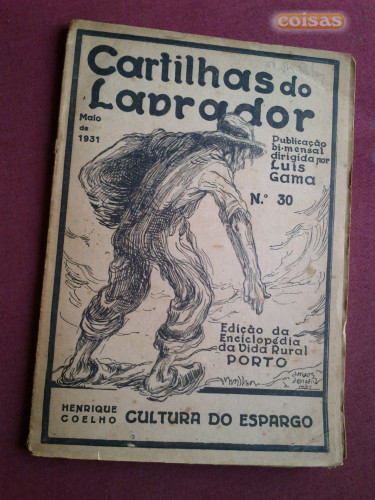 coisas
Cartilhas do
Lavrador
Maio
de
1931
Publicação
bi-mensal
dirigida por
Luís
Gama
N.º 30
Edição da
Enciclopédia
da Vida Rural
PORTO
HENRIQUE
COELHO
CULTURA DO ESPARGO